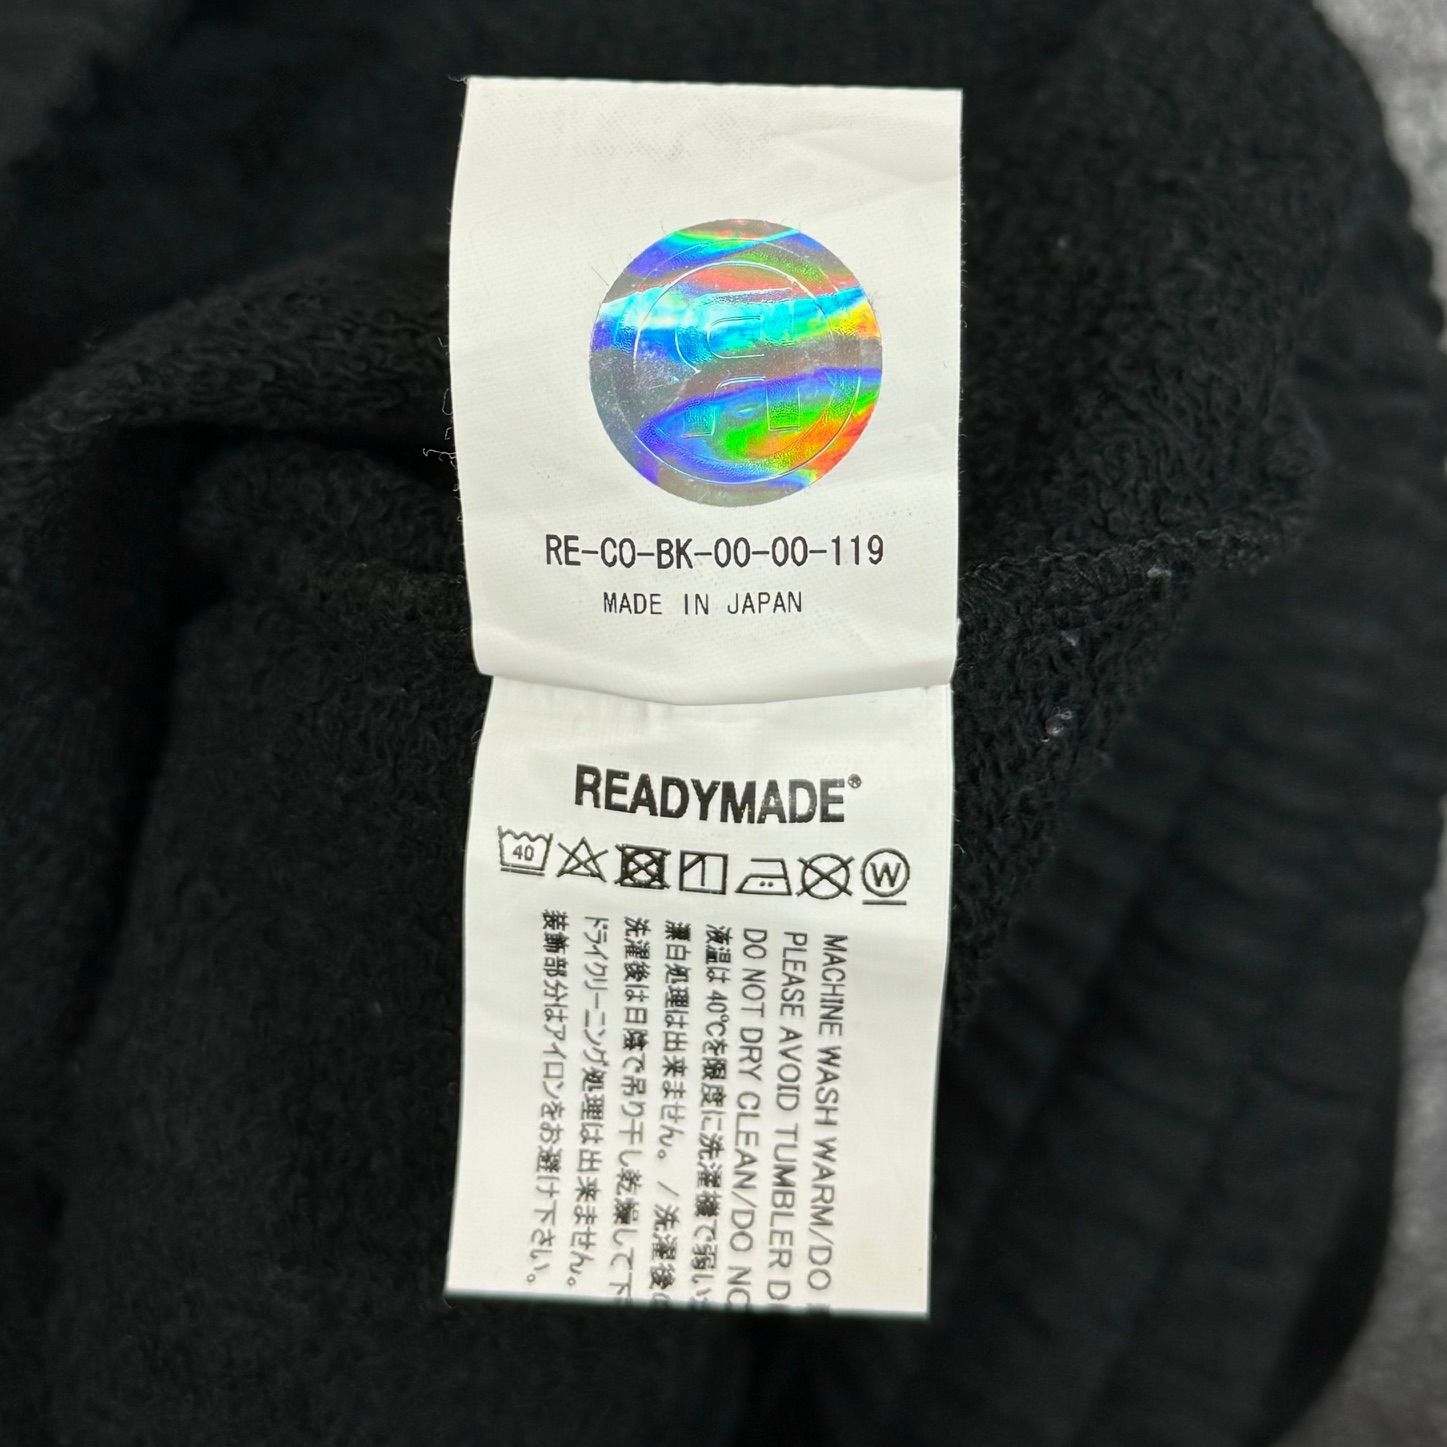 R
RE-CO-BK-00-00-119
MADE IN JAPAN
READYMADE®
40
W
MACHINE WASH WARM/DO
PLEASE AVOID TUMBLER D
DO NOT DRY CLEAN/DO NO
液温は40℃を限度に洗濯機で弱い
漂白処理は出来ません。/洗濯後
洗濯後は日陰で吊り干し乾燥して下
ドライクリーニング処理は出来ません。
装飾部分はアイロンをお避け下さい。